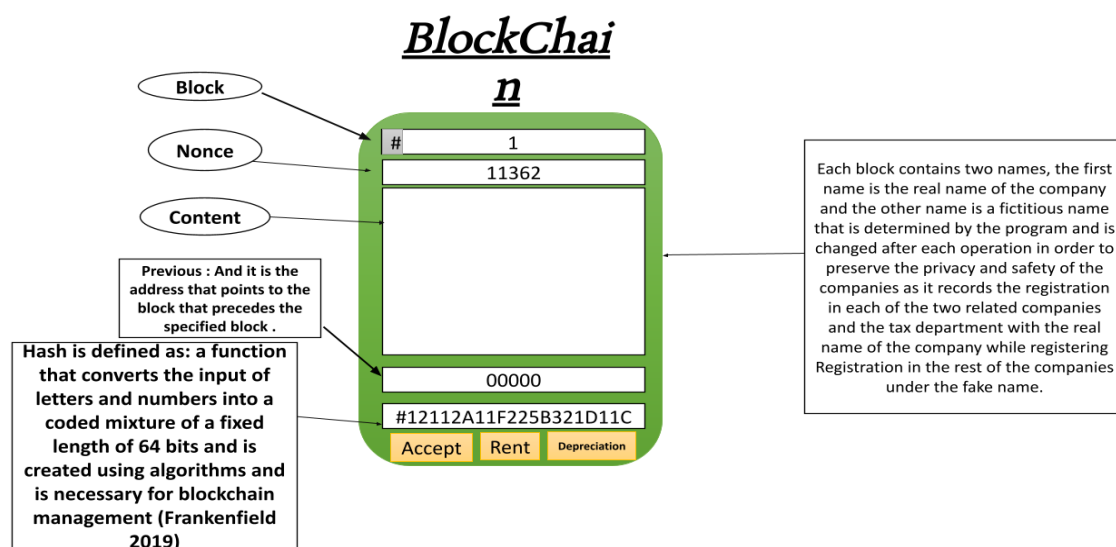 BlockChai
n
Block
Nonce
Content
# 1
11362
Previous : And it is the
address that points to the
block that precedes the
specified block .
Hash is defined as: a function
that converts the input of
letters and numbers into a
coded mixture of a fixed
length of 64 bits and is
created using algorithms and
is necessary for blockchain
management (Frankenfield
2019)
00000
#12112A11F225B321D11C
Accept
Rent
Depreciation
Each block contains two names, the first
name is the real name of the company
and the other name is a fictitious name
that is determined by the program and is
changed after each operation in order to
preserve the privacy and safety of the
companies as it records the registration
in each of the two related companies
and the tax department with the real
name of the company while registering
Registration in the rest of the companies
under the fake name.